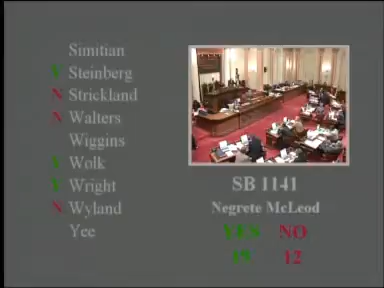 Simitian
Y Steinberg
N Strickland
N Walters
Wiggins
Y Wolk
Y Wright
N Wyland
Yee
SB 1141
Negrete McLeod
YES NO
19 12